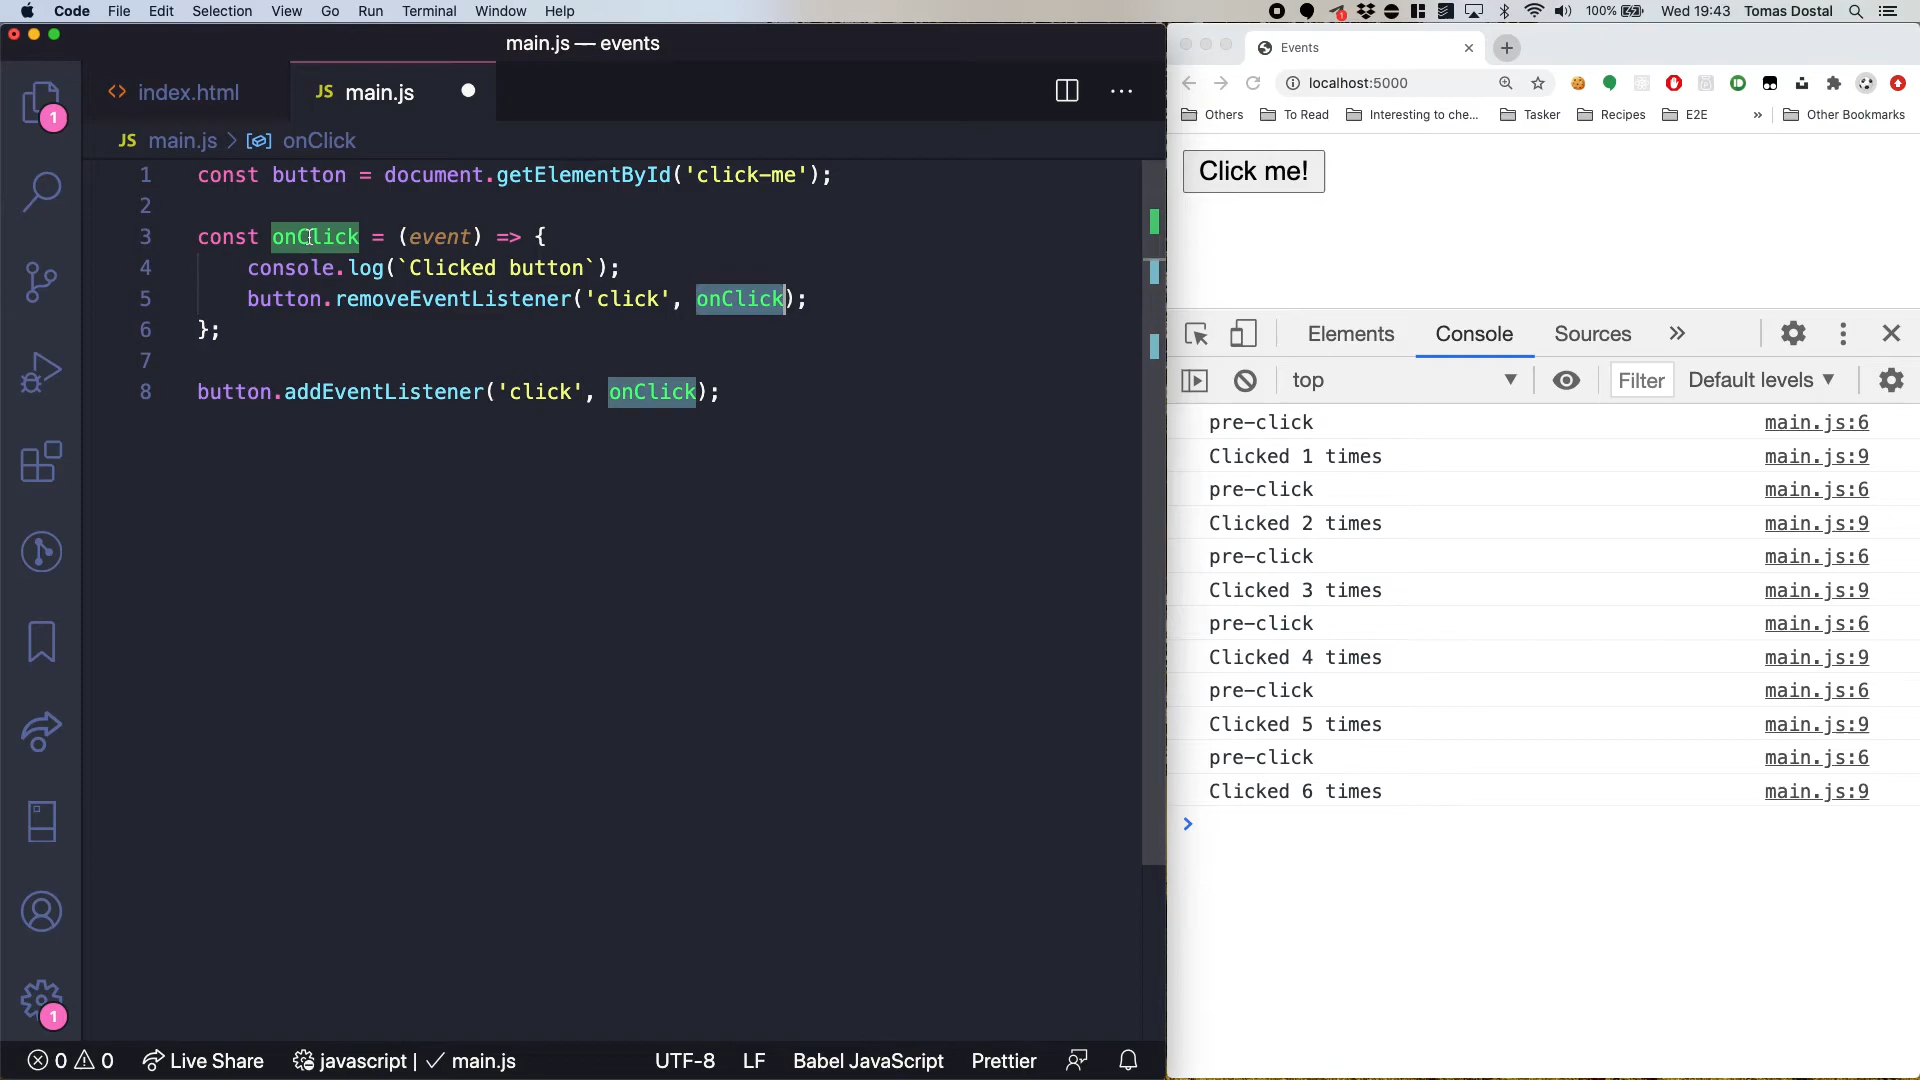 Code File Edit Selection View Go Run Terminal Window Help
1 100% Wed 19:43 Tomas Dostal
main.js — events
Events
index.html
JS main.js
localhost:5000
Others To Read Interesting to che... Tasker Recipes E2E » Other Bookmarks
JS main.js > onClick
1
1 const button = document.getElementById('click-me');
2
3 const onClick = (event) => {
4 console.log(`Clicked button`);
5 button.removeEventListener('click', onClick);
6 };
7
8 button.addEventListener('click', onClick);
1
Click me!
Elements Console Sources »
top Filter Default levels
pre-click main.js:6
Clicked 1 times main.js:9
pre-click main.js:6
Clicked 2 times main.js:9
pre-click main.js:6
Clicked 3 times main.js:9
pre-click main.js:6
Clicked 4 times main.js:9
pre-click main.js:6
Clicked 5 times main.js:9
pre-click main.js:6
Clicked 6 times main.js:9
>
0 0 Live Share javascript | main.js UTF-8 LF Babel JavaScript Prettier